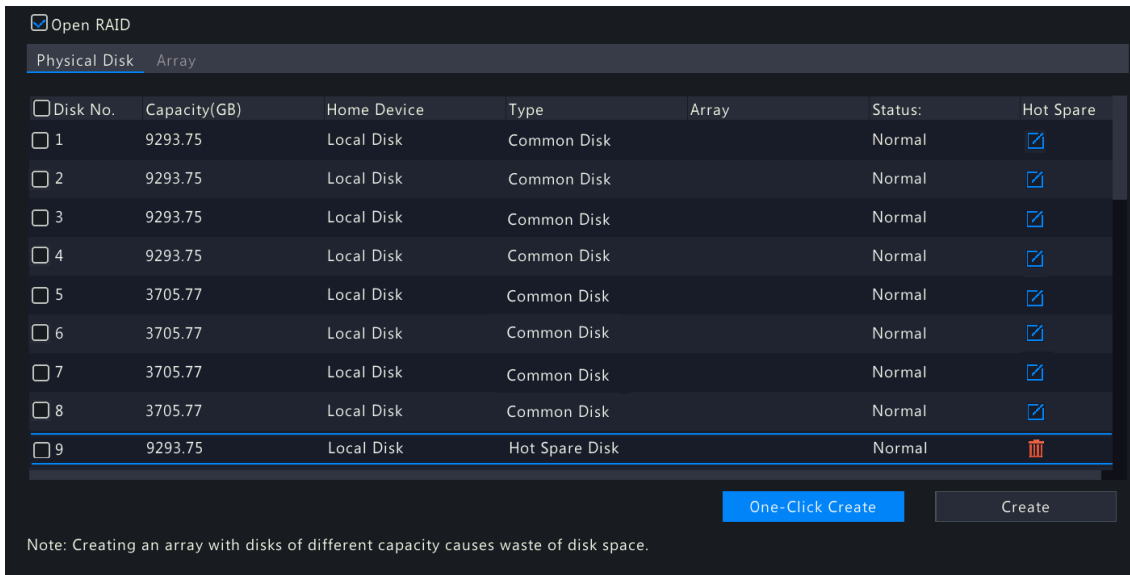 Open RAID
Physical Disk Array
Disk No. Capacity(GB) Home Device Type Array Status: Hot Spare
1 9293.75 Local Disk Common Disk Normal
2 9293.75 Local Disk Common Disk Normal
3 9293.75 Local Disk Common Disk Normal
4 9293.75 Local Disk Common Disk Normal
5 3705.77 Local Disk Common Disk Normal
6 3705.77 Local Disk Common Disk Normal
7 3705.77 Local Disk Common Disk Normal
8 3705.77 Local Disk Common Disk Normal
9 9293.75 Local Disk Hot Spare Disk Normal
One-Click Create Create
Note: Creating an array with disks of different capacity causes waste of disk space.